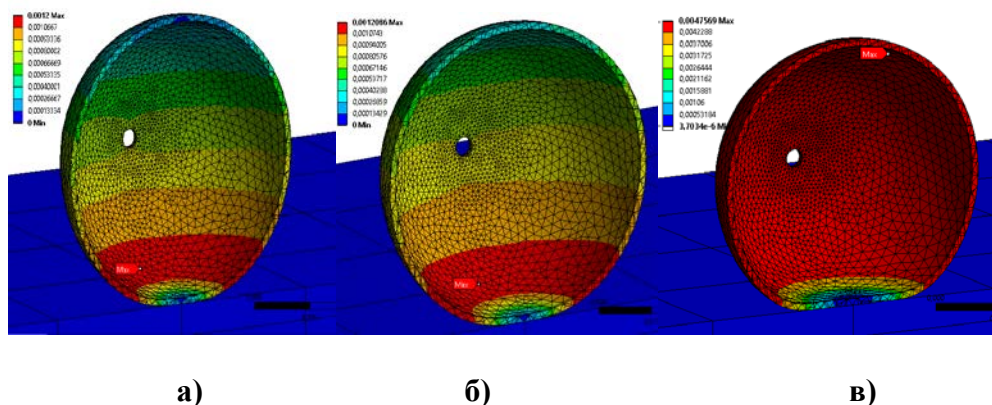 0,0012 Max
0,0010667
0,00093336
0,00080002
0,00066669
0,00053335
0,00040001
0,00026667
0,00013334
0 Min
Max
0,0012086 Max
0,0010743
0,00094005
0,00080576
0,00067146
0,00053717
0,00040288
0,00026859
0,00013429
0 Min
Max
0,0047569 Max
0,0042288
0,0037006
0,0031725
0,0026444
0,0021162
0,0015881
0,00106
0,00053184
3,7034e-6 Mi
Max
а) б) в)